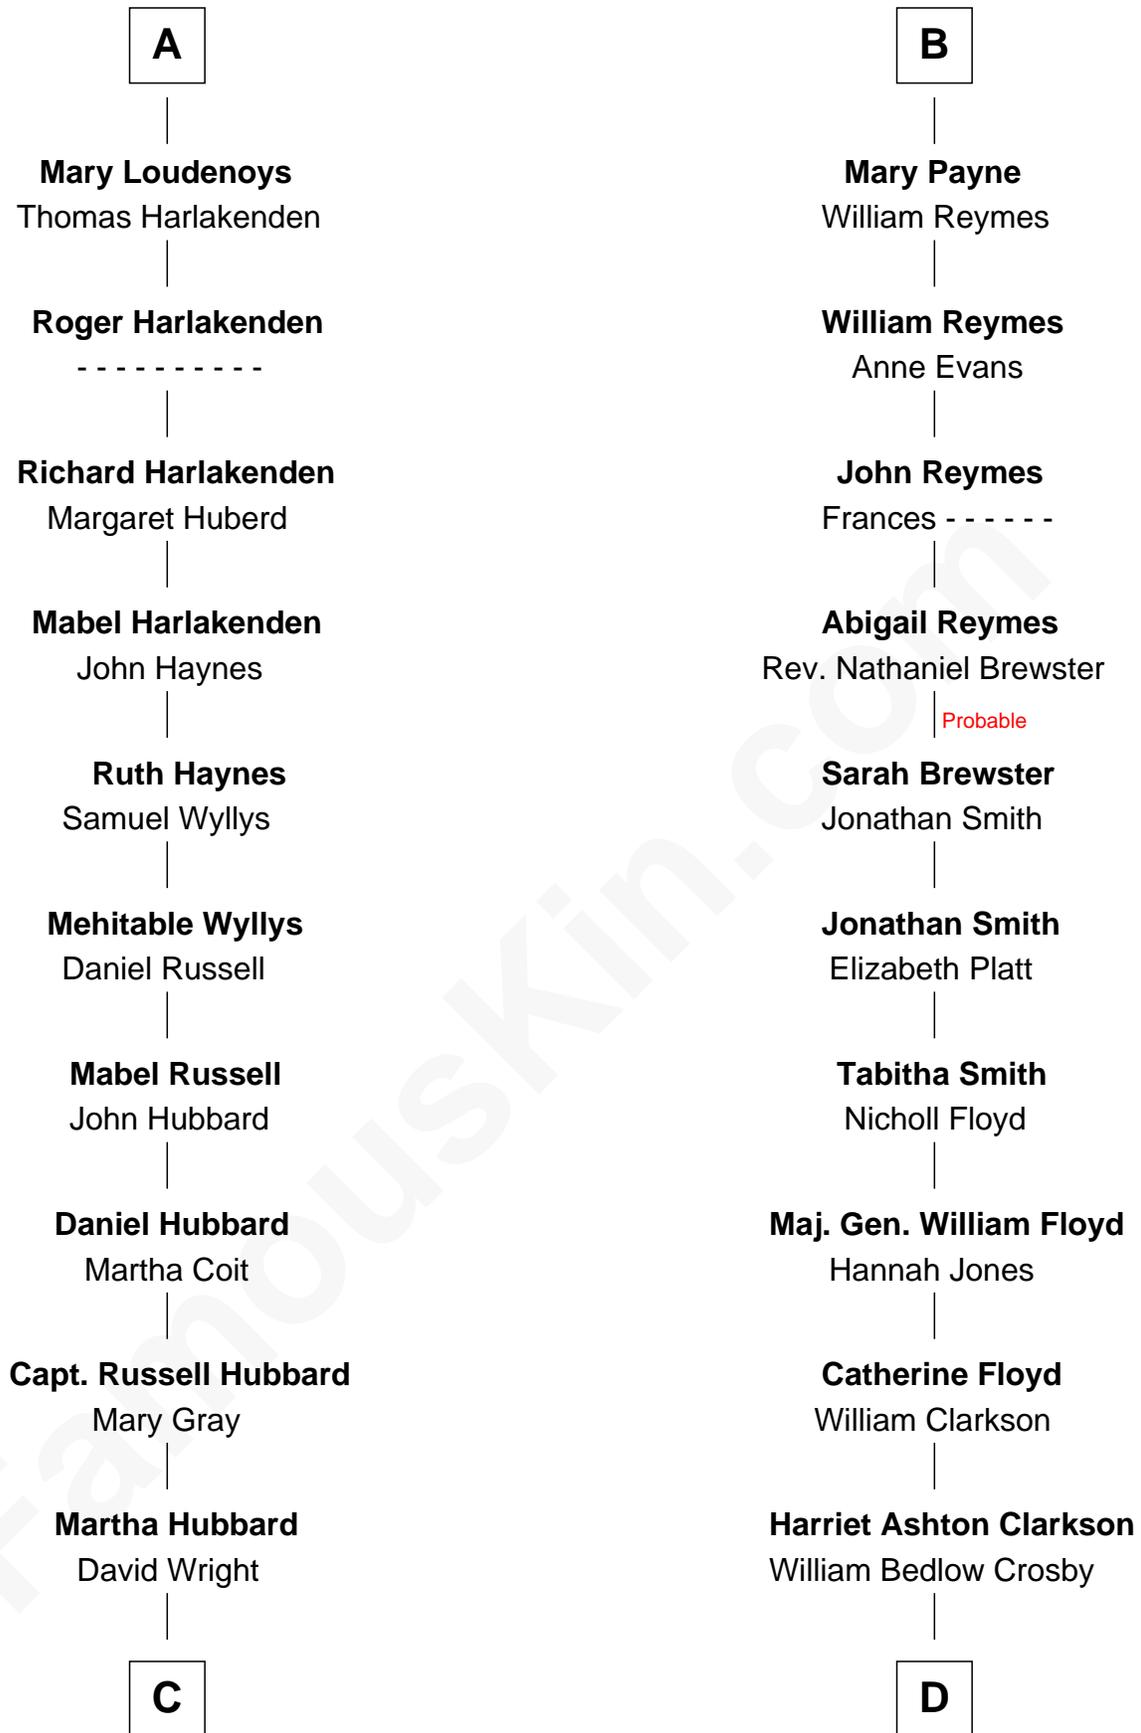 A
Mary Loudenoys
Thomas Harlakenden
Roger Harlakenden
- - - - - - - - - -
Richard Harlakenden
Margaret Huberd
Mabel Harlakenden
John Haynes
Ruth Haynes
Samuel Wyllys
Mehitable Wyllys
Daniel Russell
Mabel Russell
John Hubbard
Daniel Hubbard
Martha Coit
Capt. Russell Hubbard
Mary Gray
Martha Hubbard
David Wright
C
B
Mary Payne
William Reymes
William Reymes
Anne Evans
John Reymes
Frances - - - - - -
Abigail Reymes
Rev. Nathaniel Brewster
Probable
Sarah Brewster
Jonathan Smith
Jonathan Smith
Elizabeth Platt
Tabitha Smith
Nicholl Floyd
Maj. Gen. William Floyd
Hannah Jones
Catherine Floyd
William Clarkson
Harriet Ashton Clarkson
William Bedlow Crosby
D
FamousKin.com